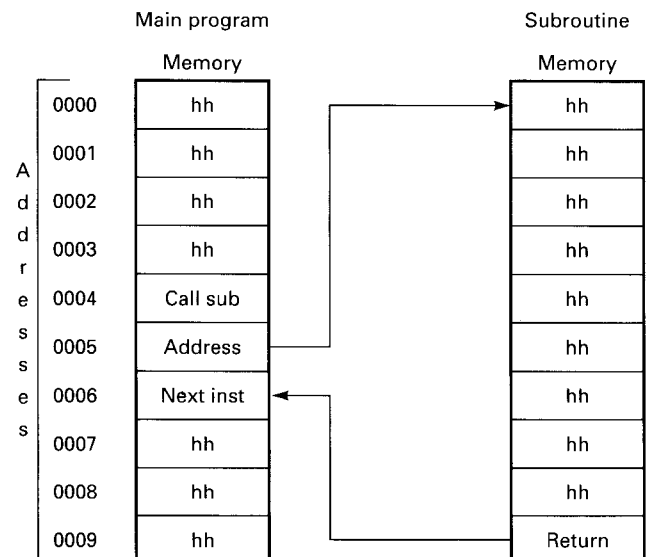 Main program Subroutine
Memory Memory
Addresses
0000 hh hh
0001 hh hh
0002 hh hh
0003 hh hh
0004 Call sub hh
0005 Address hh
0006 Next inst hh
0007 hh hh
0008 hh hh
0009 hh Return